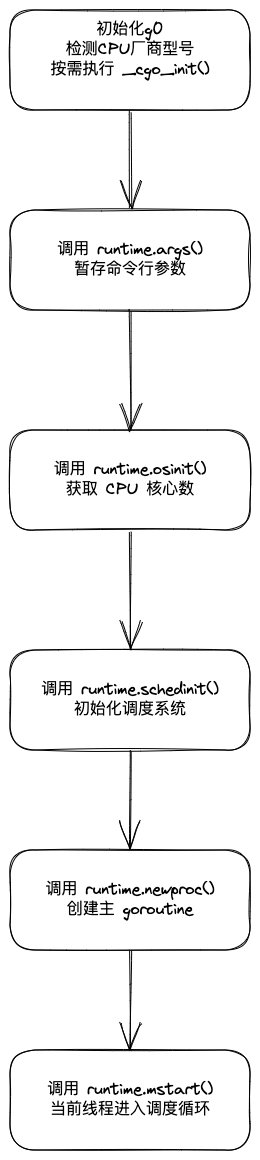 初始化g0
检测CPU厂商型号
按需执行 _cgo_init()
调用 runtime.args()
暂存命令行参数
调用 runtime.osinit()
获取 CPU 核心数
调用 runtime.schedinit()
初始化调度系统
调用 runtime.newproc()
创建主 goroutine
调用 runtime.mstart()
当前线程进入调度循环